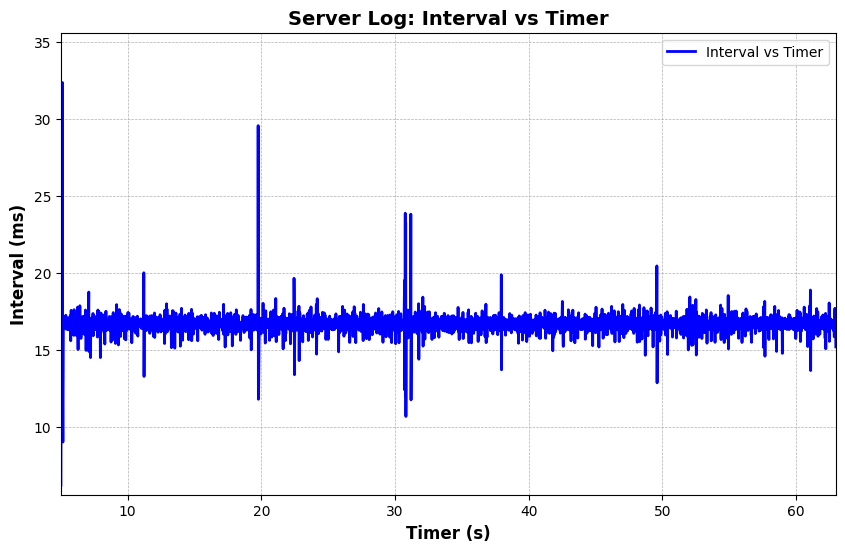 Server Log: Interval vs Timer
Interval vs Timer
35
30
25
20
15
10
Interval (ms)
10 20 30 40 50 60
Timer (s)